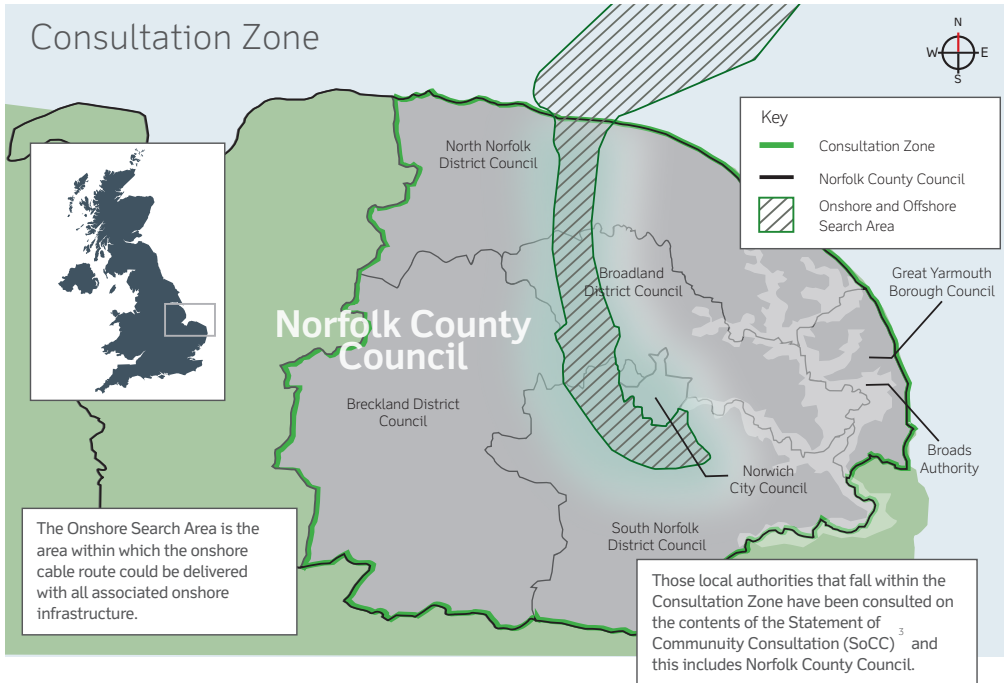 Consultation Zone
N
W
E
S
Key
Consultation Zone
Norfolk County Council
Onshore and Offshore
Search Area
North Norfolk
District Council
Broadland
District Council
Great Yarmouth
Borough Council
Norfolk County
Council
Breckland District
Council
Broads
Authority
Norwich
City Council
South Norfolk
District Council
The Onshore Search Area is the
area within which the onshore
cable route could be delivered
with all associated onshore
infrastructure.
Those local authorities that fall within the
Consultation Zone have been consulted on
the contents of the Statement of
Community Consultation (SoCC) 3 and
this includes Norfolk County Council.